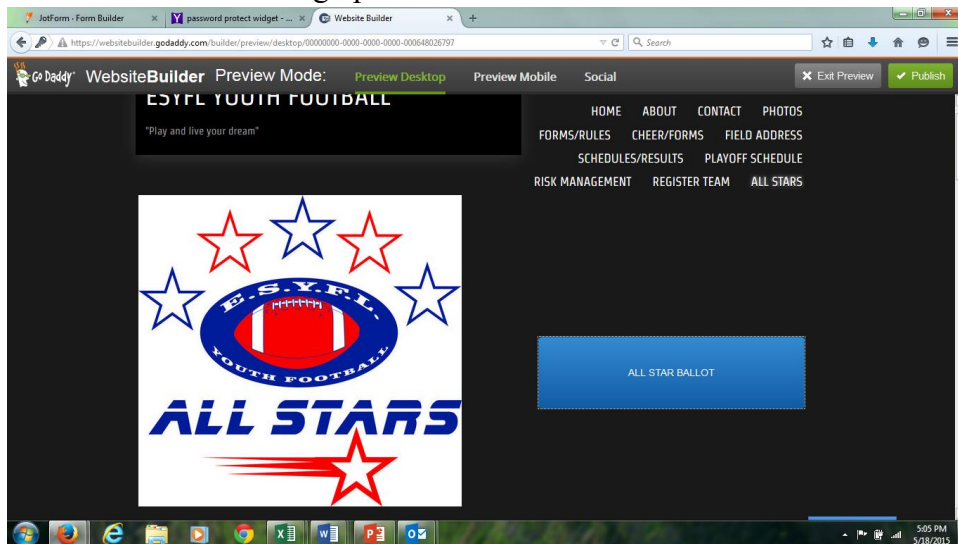 JotForm · Form Builder
password protect widget - ...
Website Builder
https://websitebuilder.godaddy.com/builder/preview/desktop/00000000-0000-0000-0000-000648026797
Search
Go Daddy WebsiteBuilder Preview Mode: Preview Desktop Preview Mobile Social Exit Preview Publish
ESYFL YOUTH FOOTBALL
"Play and live your dream"
HOME ABOUT CONTACT PHOTOS
FORMS/RULES CHEER/FORMS FIELD ADDRESS
SCHEDULES/RESULTS PLAYOFF SCHEDULE
RISK MANAGEMENT REGISTER TEAM ALL STARS
E.S.Y.F.L.
YOUTH FOOTBALL
ALL STARS
ALL STAR BALLOT
5:05 PM
5/18/2015